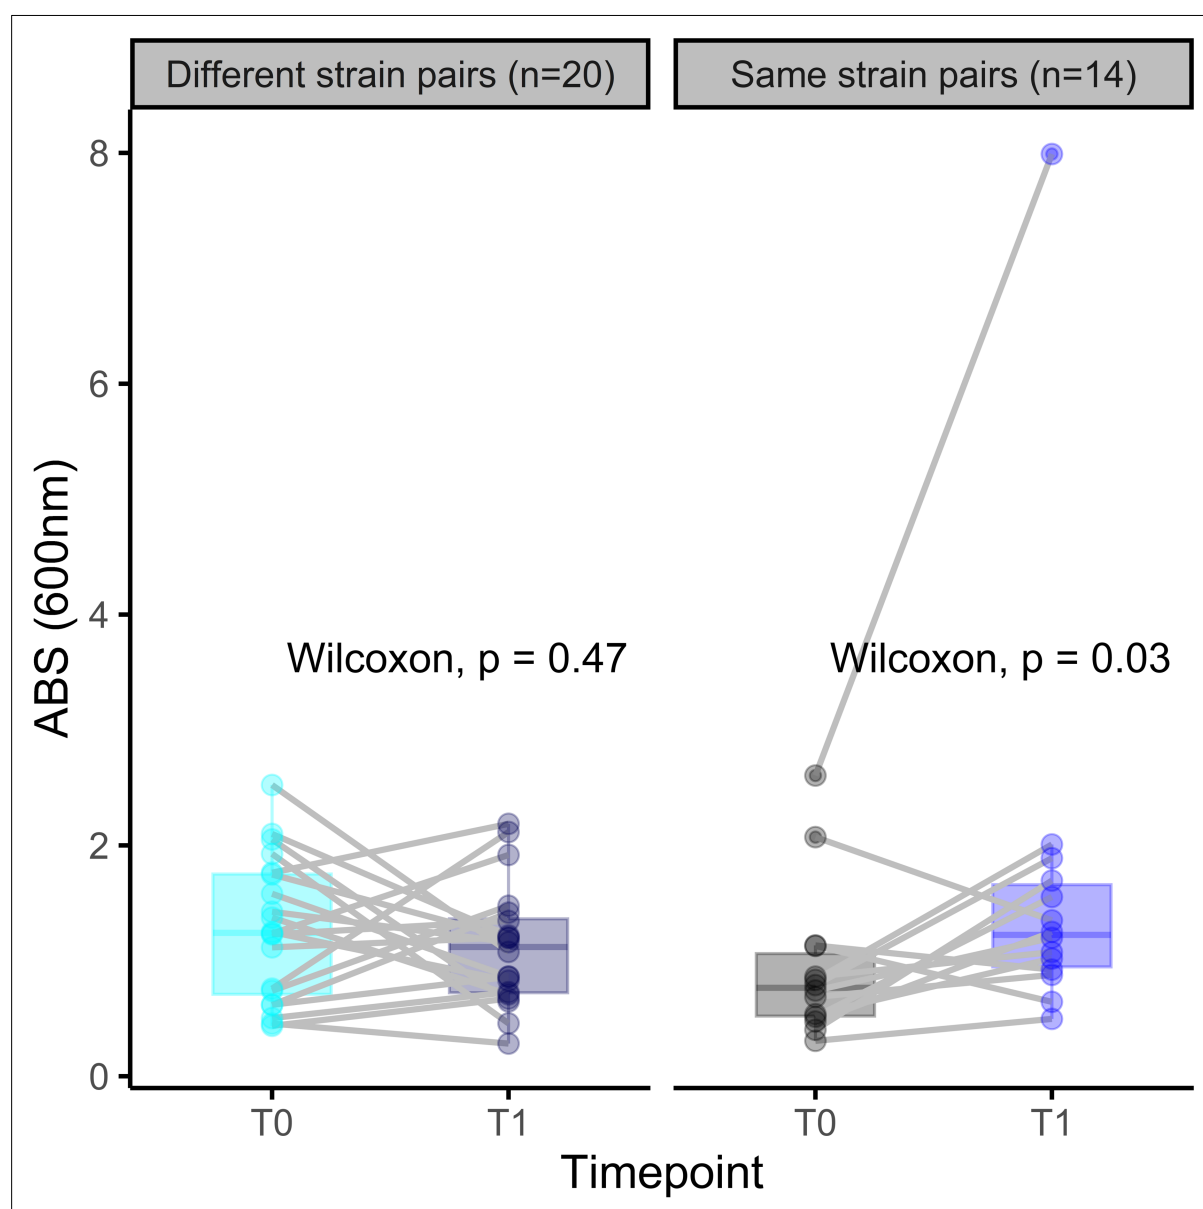 Different strain pairs (n=20)
Same strain pairs (n=14)
8
6
4
2
0
ABS (600nm)
Wilcoxon, p = 0.47
Wilcoxon, p = 0.03
T0
T1
T0
T1
Timepoint